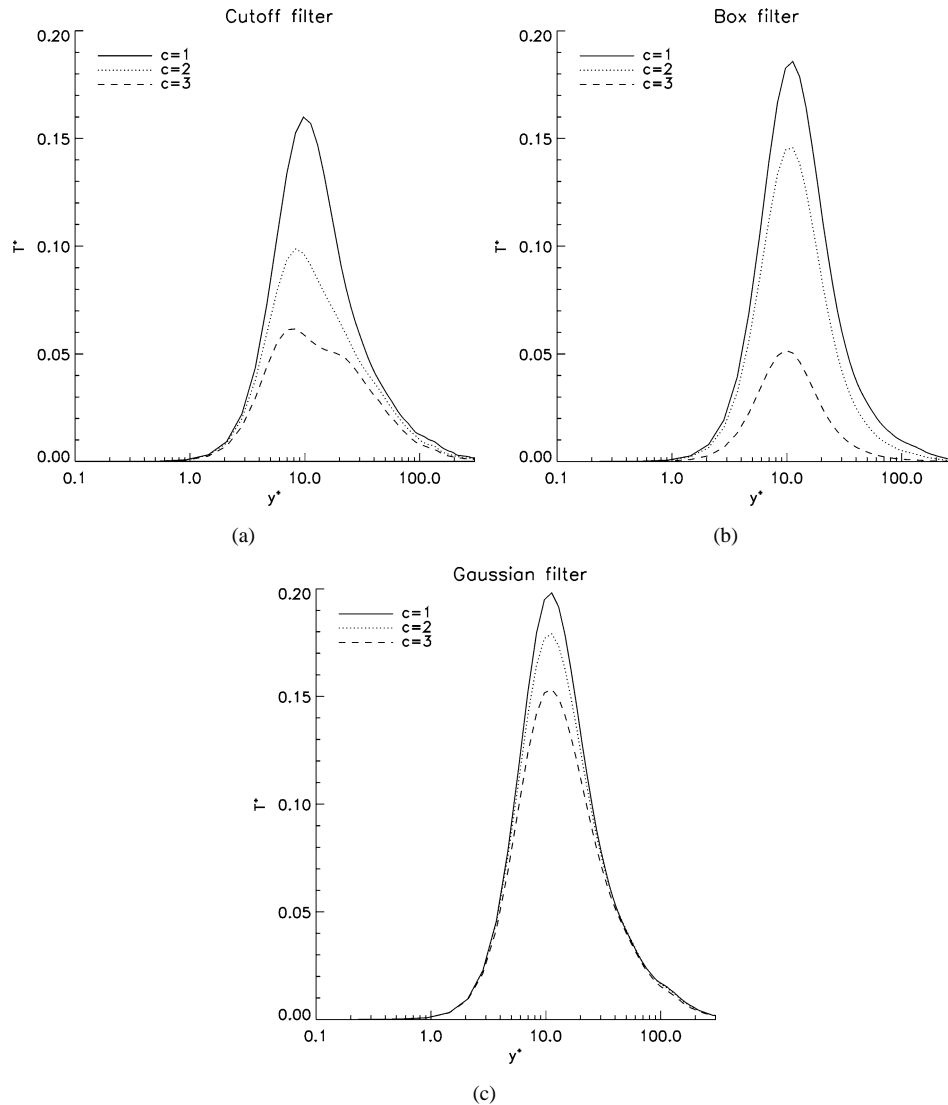 Cutoff filter
0.20
0.15
0.10
0.05
0.00
c=1
c=2
c=3
T+
0.1
1.0
10.0
100.0
y+
(a)
Box filter
0.20
0.15
0.10
0.05
0.00
c=1
c=2
c=3
T+
0.1
1.0
10.0
100.0
y+
(b)
Gaussian filter
0.20
0.15
0.10
0.05
0.00
c=1
c=2
c=3
T+
0.1
1.0
10.0
100.0
y+
(c)